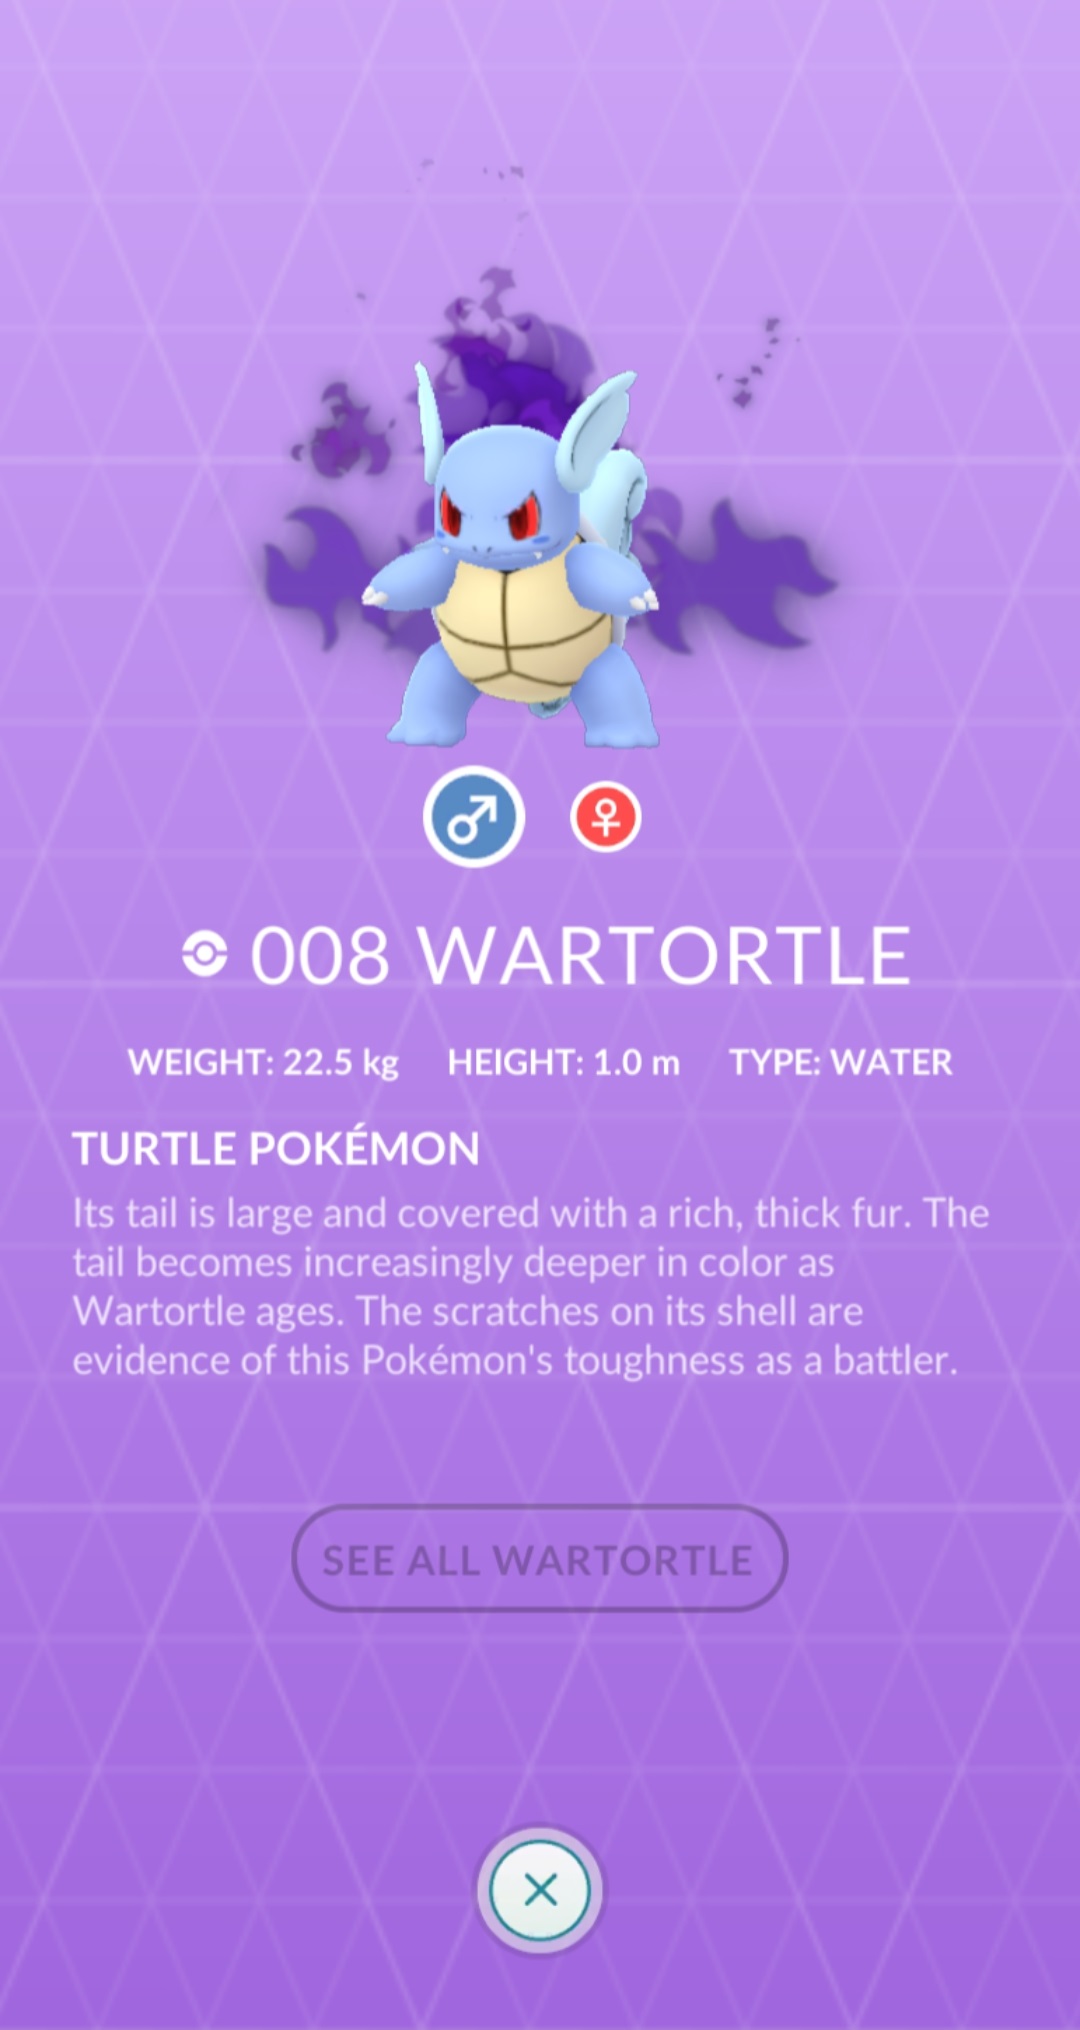 008 WARTORTLE
WEIGHT: 22.5 kg HEIGHT: 1.0 m TYPE: WATER
TURTLE POKÉMON
Its tail is large and covered with a rich, thick fur. The
tail becomes increasingly deeper in color as
Wartortle ages. The scratches on its shell are
evidence of this Pokémon's toughness as a battler.
SEE ALL WARTORTLE